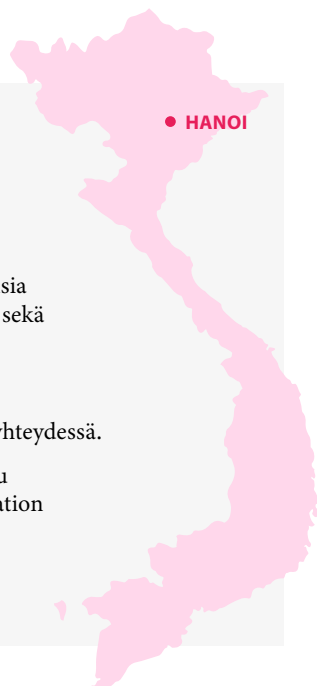 HANOI
sia
sekä
yhteydessä.
u
ation